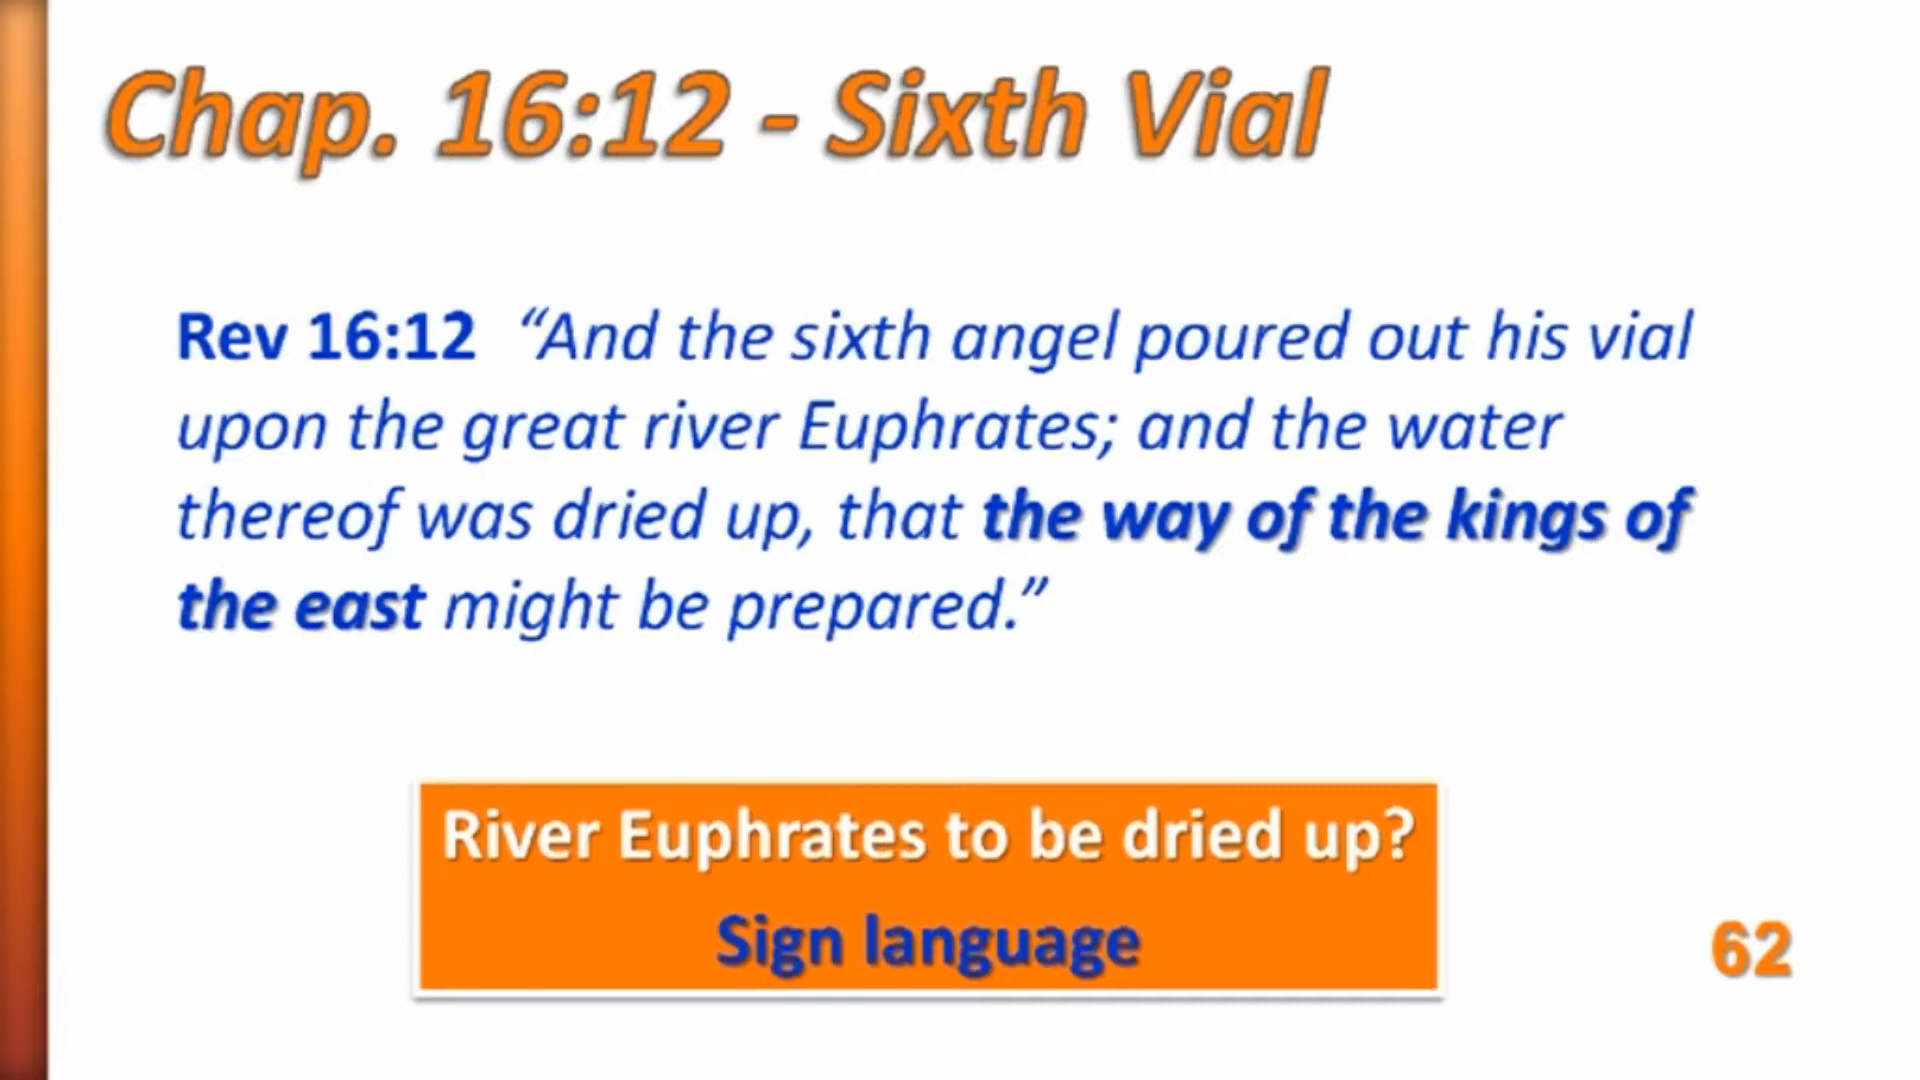 Chap. 16:12 - Sixth Vial
Rev 16:12 “And the sixth angel poured out his vial
upon the great river Euphrates; and the water
thereof was dried up, that the way of the kings of
the east might be prepared.”
River Euphrates to be dried up?
Sign language
62